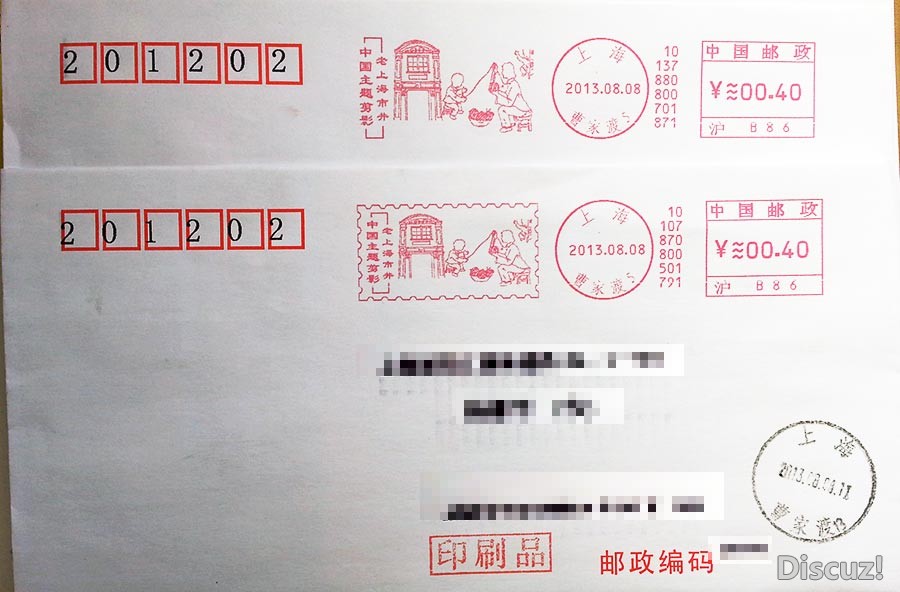 201202
中国主题剪影
老上海市井
上海
2013.08.08
曹家渡5
10
137
880
800
701
871
中国邮政
¥≋00.40
沪 B86
201202
中国主题剪影
老上海市井
上海
2013.08.08
曹家渡5
10
107
870
800
501
791
中国邮政
¥≋00.40
沪 B86
上海
曹家渡
印刷品
邮政编码
Discuz!